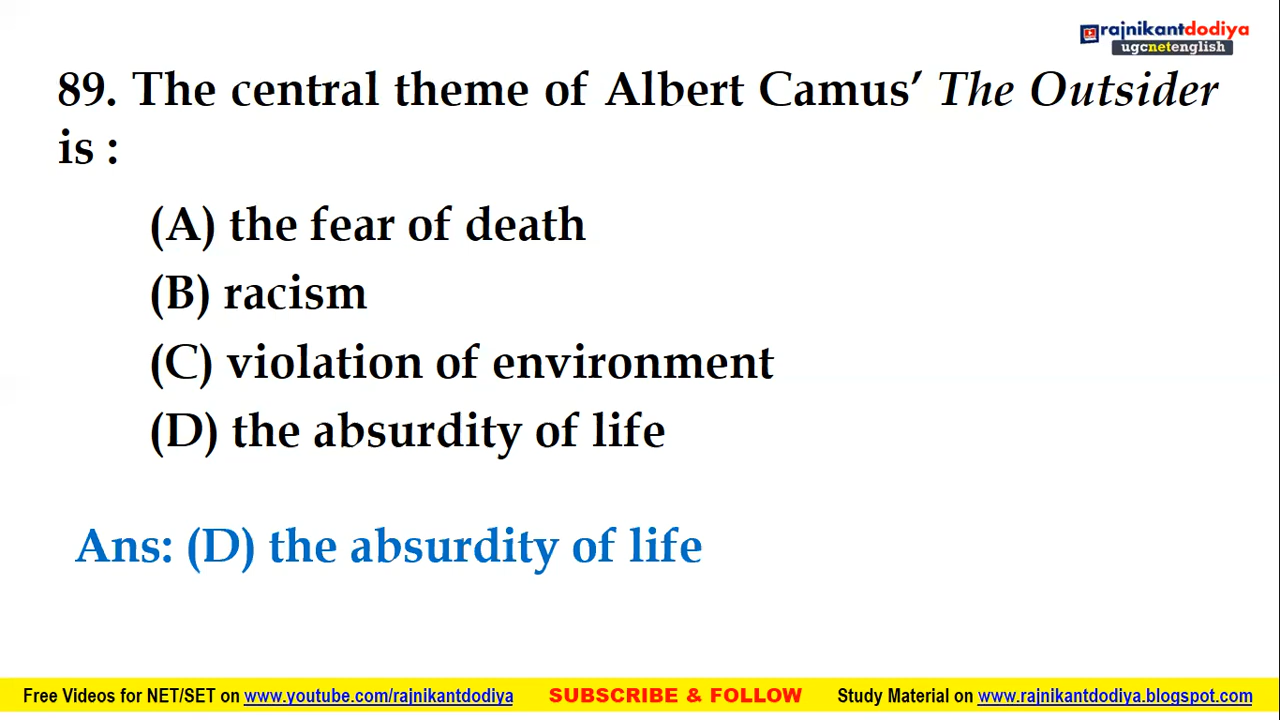 rajnikantdodiya
ugcnetenglish
89. The central theme of Albert Camus’ The Outsider
is :
(A) the fear of death
(B) racism
(C) violation of environment
(D) the absurdity of life
Ans: (D) the absurdity of life
Free Videos for NET/SET on www.youtube.com/rajnikantdodiya SUBSCRIBE & FOLLOW Study Material on www.rajnikantdodiya.blogspot.com